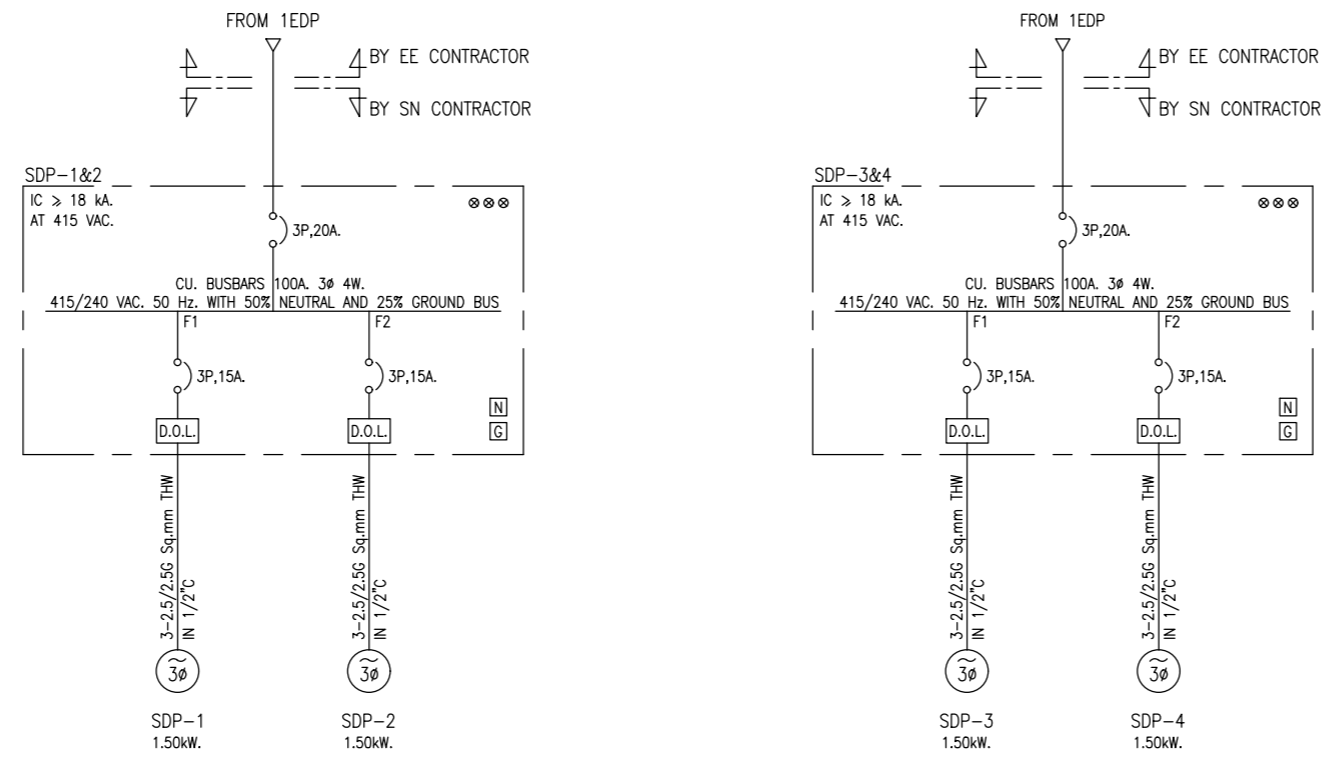 FROM 1EDP
BY EE CONTRACTOR
BY SN CONTRACTOR
SDP-1&2
IC ⩾ 18 kA.
AT 415 VAC.
3P,20A.
CU. BUSBARS 100A. 3ø 4W.
415/240 VAC. 50 Hz. WITH 50% NEUTRAL AND 25% GROUND BUS
F1
F2
3P,15A.
3P,15A.
N
D.O.L.
D.O.L.
G
3-2.5/2.5G Sq.mm THW
IN 1/2"C
3-2.5/2.5G Sq.mm THW
IN 1/2"C
3ø
3ø
SDP-1
1.50kW.
SDP-2
1.50kW.
FROM 1EDP
BY EE CONTRACTOR
BY SN CONTRACTOR
SDP-3&4
IC ⩾ 18 kA.
AT 415 VAC.
3P,20A.
CU. BUSBARS 100A. 3ø 4W.
415/240 VAC. 50 Hz. WITH 50% NEUTRAL AND 25% GROUND BUS
F1
F2
3P,15A.
3P,15A.
N
D.O.L.
D.O.L.
G
3-2.5/2.5G Sq.mm THW
IN 1/2"C
3-2.5/2.5G Sq.mm THW
IN 1/2"C
3ø
3ø
SDP-3
1.50kW.
SDP-4
1.50kW.